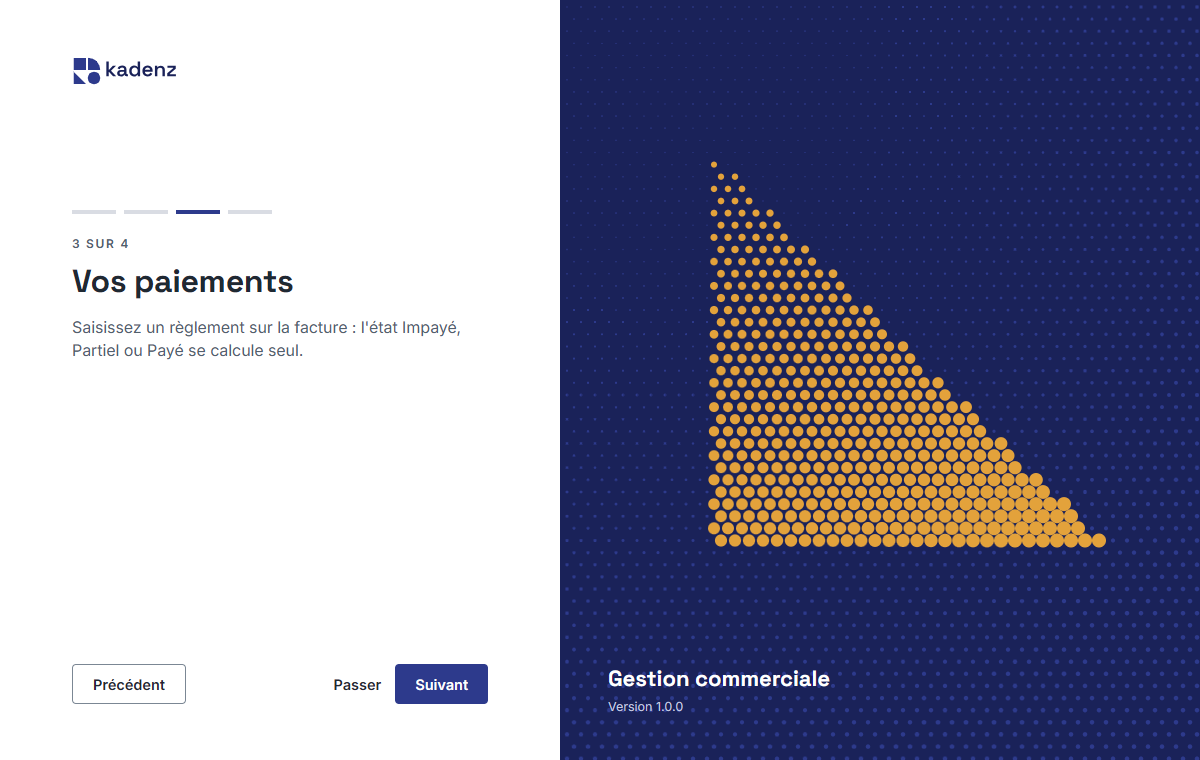 kadenz
3 SUR 4
Vos paiements
Saisissez un règlement sur la facture : l'état Impayé,
Partiel ou Payé se calcule seul.
Précédent
Passer
Suivant
Gestion commerciale
Version 1.0.0